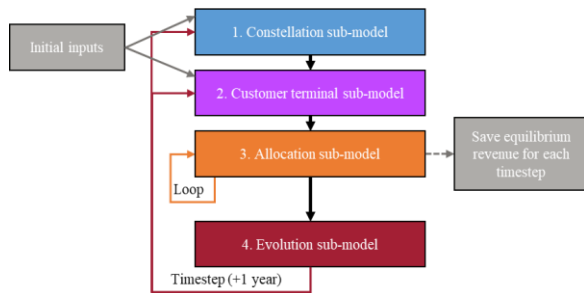 Initial inputs
1. Constellation sub-model
2. Customer terminal sub-model
3. Allocation sub-model
Save equilibrium
revenue for each
timestep
Loop
4. Evolution sub-model
Timestep (+1 year)